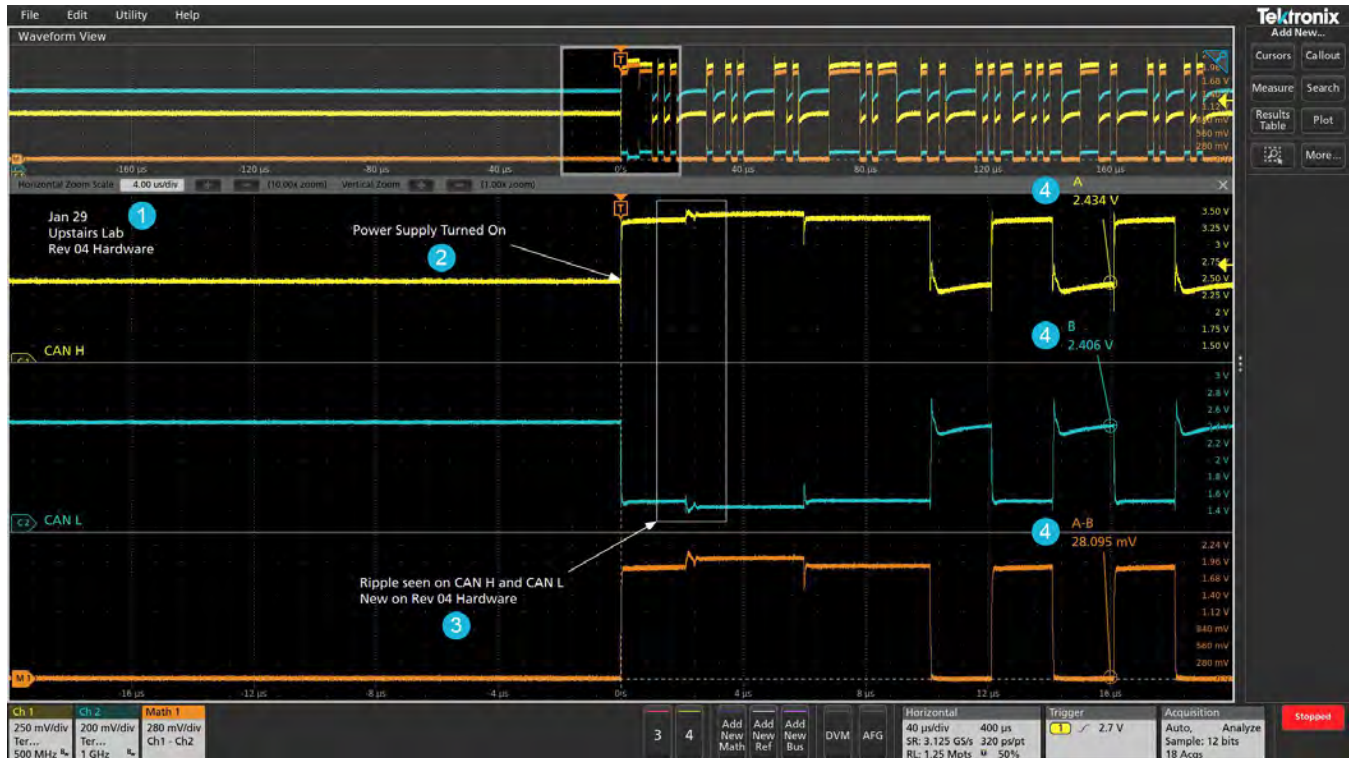 File Edit Utility Help
Tektronix
Waveform View
Add New...
Cursors Callout
Measure Search
Results Table Plot
More...
T
1.60 V
1.12
560 mV
280 mV
-160 µs -120 µs -80 µs -40 µs 40 µs 80 µs 120 µs 160 µs
Horizontal Zoom Scale 4.00 us/div (10.00x zoom) Vertical Zoom (1.00x zoom)
Jan 29
Upstairs Lab
Rev 04 Hardware
1
Power Supply Turned On
2
T
4
A
2.434 V
3.50 V
3.25 V
3 V
2.75
2.50 V
2.25 V
2 V
1.75 V
1.50 V
CAN H
4
B
2.406 V
3 V
2.8 V
2.6 V
2.2 V
2 V
1.8 V
1.6 V
1.4 V
C2 CAN L
4
A-B
28.095 mV
2.24 V
1.96 V
1.68 V
1.40 V
1.12 V
840 mV
560 mV
280 mV
Ripple seen on CAN H and CAN L
New on Rev 04 Hardware
3
M 1
-16 µs -12 µs -8 µs -4 µs 0 s 4 µs 8 µs 12 µs 16 µs
Ch 1
250 mV/div
Ter...
500 MHz
Ch 2
200 mV/div
Ter...
1 GHz
Math 1
280 mV/div
Ch1 - Ch2
3
4
Add New Math
Add New Ref
Add New Bus
DVM
AFG
Horizontal
40 µs/div 400 µs
SR: 3.125 GS/s 320 ps/pt
RL: 1.25 Mpts 50%
Trigger
1 2.7 V
Acquisition
Auto, Analyze
Sample: 12 bits
18 Acqs
Stopped